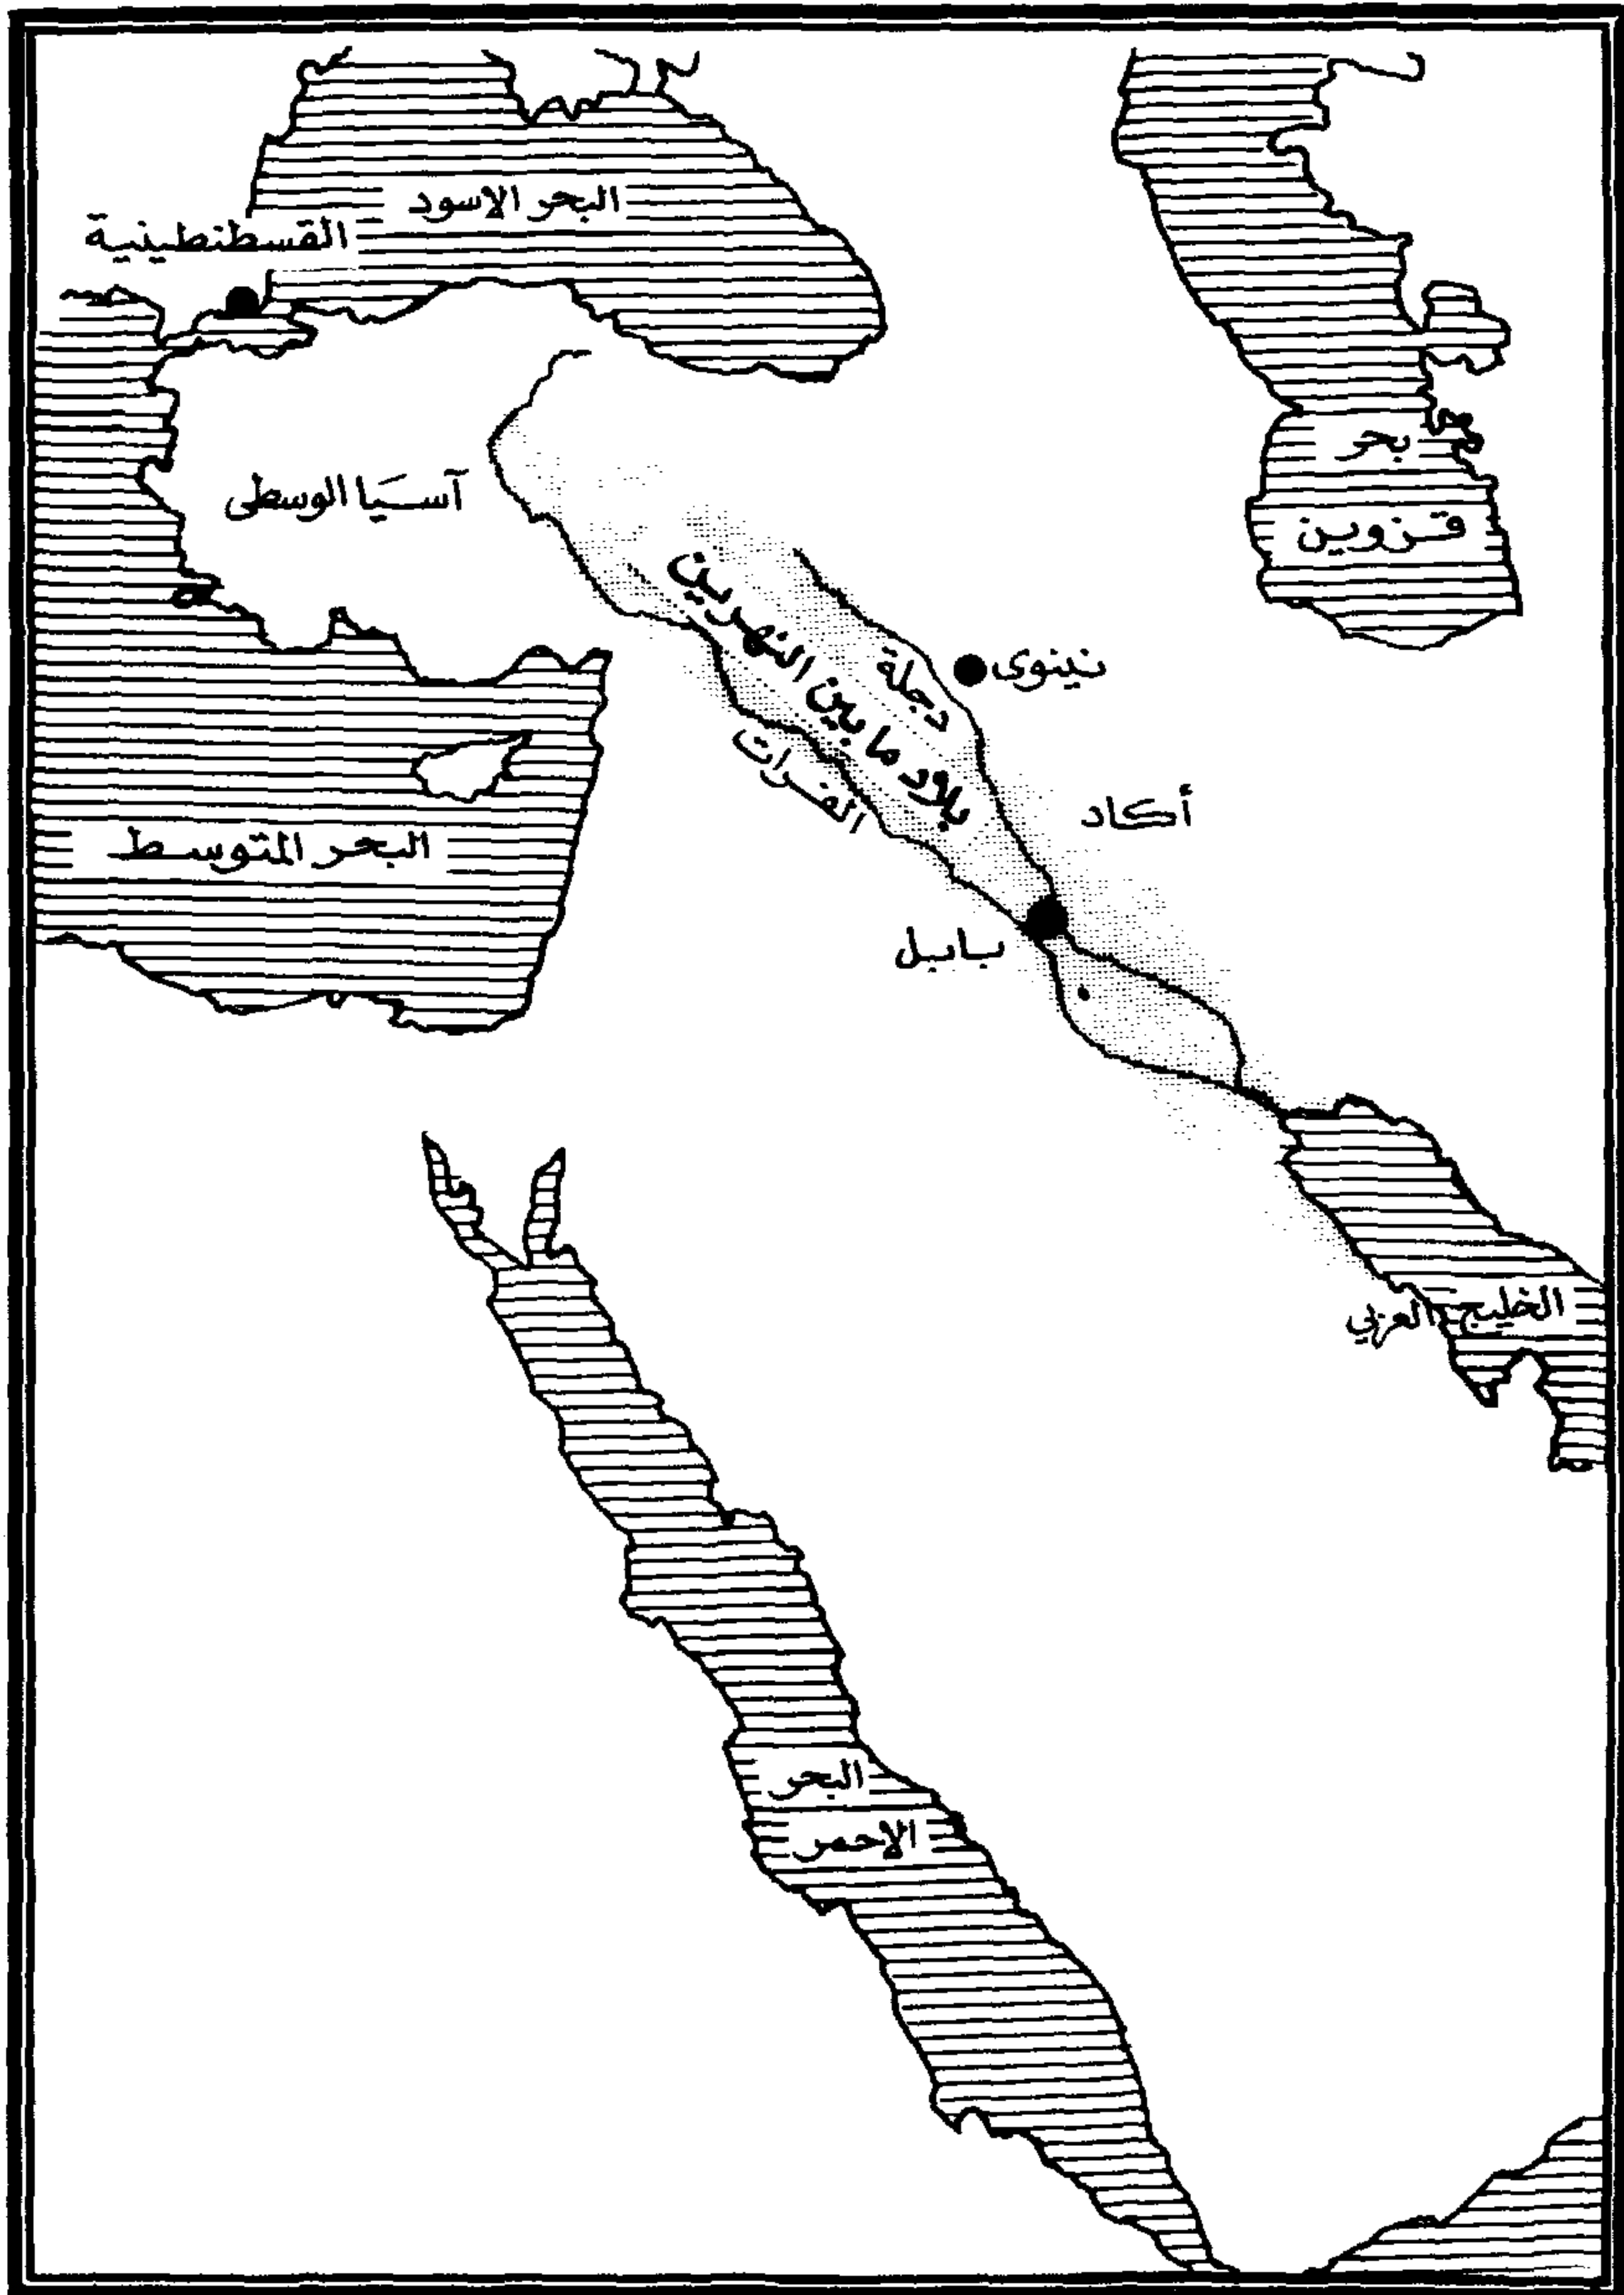 البحر الاسود
القسطنطينية
بحر
قزوين
آسيا الوسطى
بلاد ما بين النهرين
دجلة
نينوى
الفرات
أكاد
البحر المتوسط
بابل
الخليج العربي
البحر
الاحمر